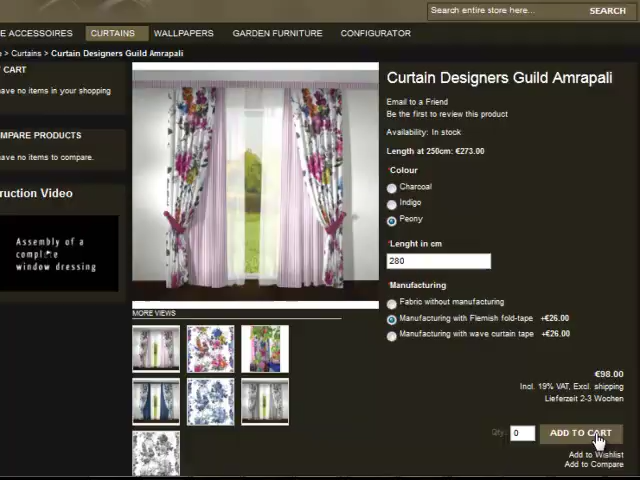 Search entire store here...
SEARCH
E ACCESSOIRES
CURTAINS
WALLPAPERS
GARDEN FURNITURE
CONFIGURATOR
> Curtains > Curtain Designers Guild Amrapali
CART
ave no items in your shopping
MPARE PRODUCTS
ave no items to compare.
ruction Video
Assembly of a
complete
window dressing
MORE VIEWS
Curtain Designers Guild Amrapali
Email to a Friend
Be the first to review this product
Availability: In stock
Length at 250cm: €273.00
*Colour
Charcoal
Indigo
Peony
*Lenght in cm
280
*Manufacturing
Fabric without manufacturing
Manufacturing with Flemish fold-tape +€26.00
Manufacturing with wave curtain tape +€26.00
€98.00
Incl. 19% VAT, Excl. shipping
Lieferzeit 2-3 Wochen
Qty: 0 ADD TO CART
Add to Wishlist
Add to Compare